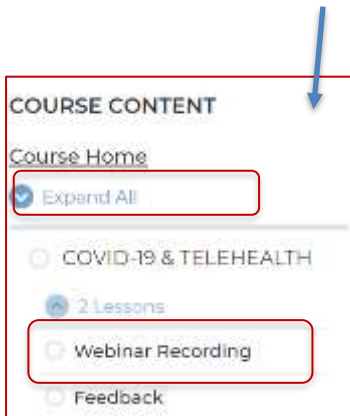 COURSE CONTENT
Course Home
Expand All
COVID-19 & TELEHEALTH
2 Lessons
Webinar Recording
Feedback